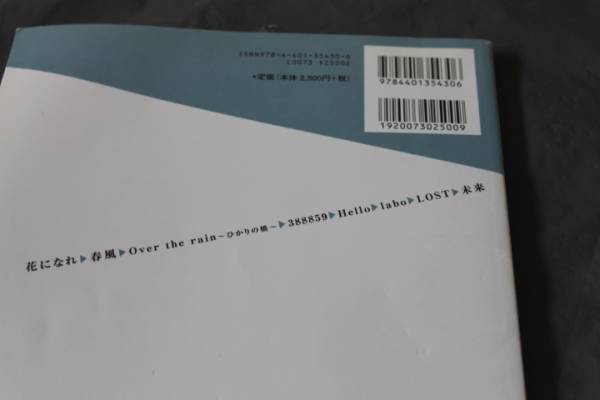 ISBN978-4-401-35430-6
C0073 ¥2500E
●定価（本体 2,500円+税）
9784401354306
1920073025009
花になれ▶春風▶Over the rain～ひかりの橋～▶388859▶Hello▶labo▶LOST▶未来